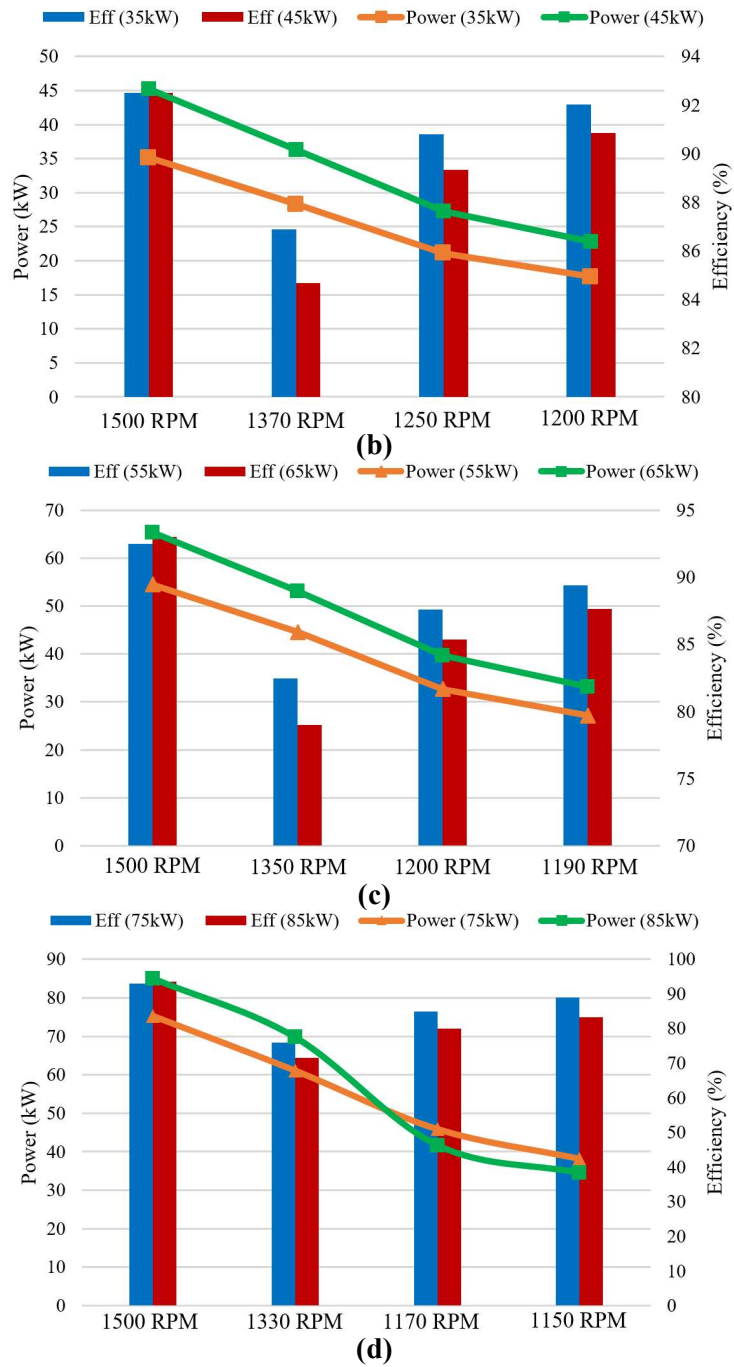 Eff (35kW) Eff (45kW) Power (35kW) Power (45kW)
50 94
45 92
40 90
35 88
30 86
25 84
20 82
15 80
10
5
0
Power (kW)
Efficiency (%)
1500 RPM 1370 RPM 1250 RPM 1200 RPM
(b)
Eff (55kW) Eff (65kW) Power (55kW) Power (65kW)
70 95
60 90
50 85
40 80
30 75
20 70
10
0
Power (kW)
Efficiency (%)
1500 RPM 1350 RPM 1200 RPM 1190 RPM
(c)
Eff (75kW) Eff (85kW) Power (75kW) Power (85kW)
90 100
80 90
70 80
60 70
50 60
40 50
30 40
20 30
10 20
0 10
0
Power (kW)
Efficiency (%)
1500 RPM 1330 RPM 1170 RPM 1150 RPM
(d)